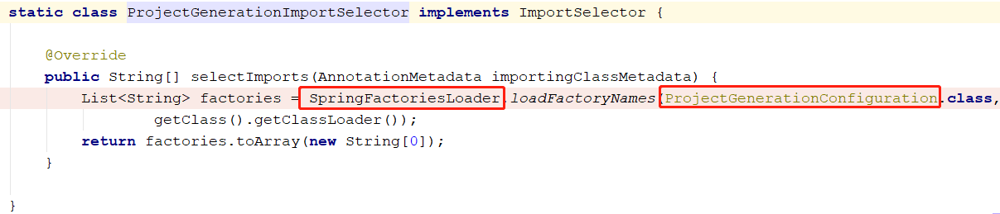 static class ProjectGenerationImportSelector implements ImportSelector {
@Override
public String[] selectImports(AnnotationMetadata importingClassMetadata) {
List<String> factories = SpringFactoriesLoader.loadFactoryNames(ProjectGenerationConfiguration.class,
getClass().getClassLoader());
return factories.toArray(new String[0]);
}
}